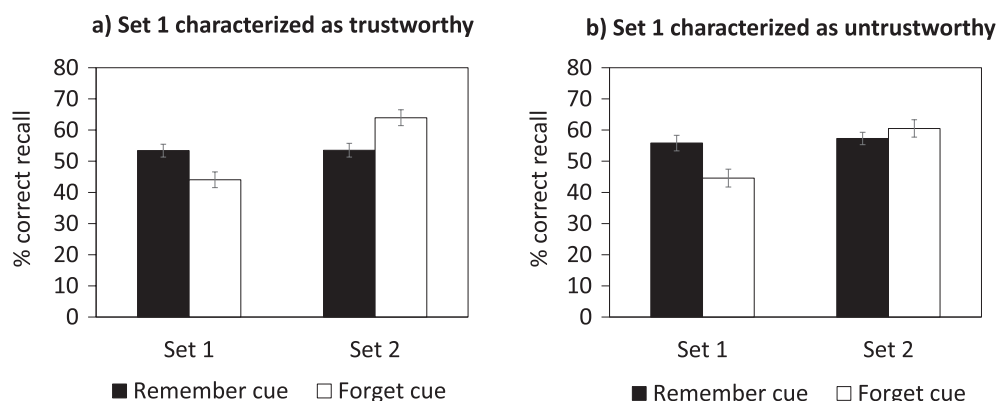 a) Set 1 characterized as trustworthy
% correct recall
80
70
60
50
40
30
20
10
0
Set 1 Set 2
Remember cue Forget cue
b) Set 1 characterized as untrustworthy
% correct recall
80
70
60
50
40
30
20
10
0
Set 1 Set 2
Remember cue Forget cue